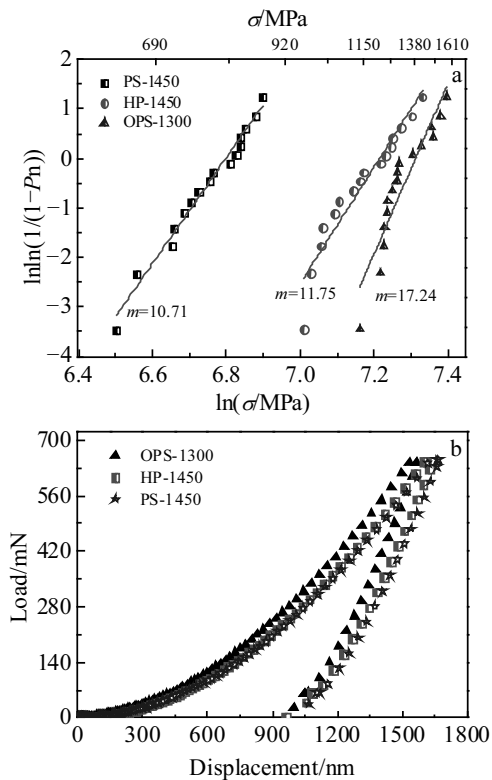 σ/MPa
690 920 1150 1380 1610
a
PS-1450
HP-1450
OPS-1300
lnln(1/(1−Pn))
2
1
0
−1
−2
−3
−4
m=10.71
m=11.75
m=17.24
6.4 6.6 6.8 7.0 7.2 7.4
ln(σ/MPa)
b
OPS-1300
HP-1450
PS-1450
Load/mN
700
560
420
280
140
0
0 300 600 900 1200 1500 1800
Displacement/nm